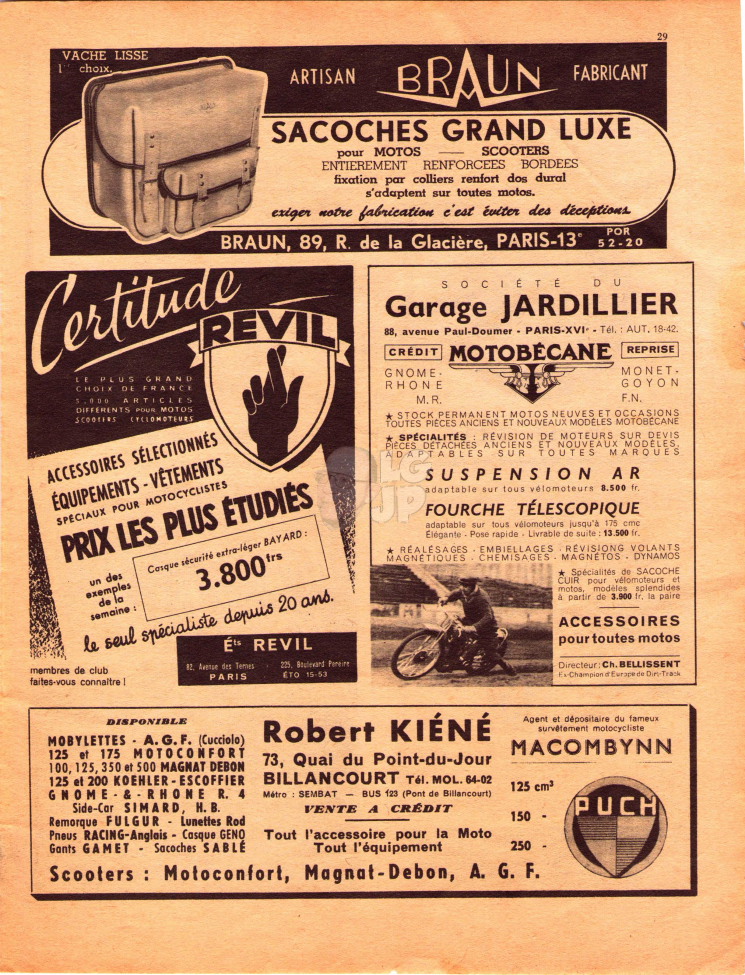 29
VACHE LISSE
1er choix.
ARTISAN BRAUN FABRICANT
SACOCHES GRAND LUXE
pour MOTOS — SCOOTERS
ENTIEREMENT RENFORCEES BORDEES
fixation par colliers renfort dos dural
s'adaptent sur toutes motos.
exiger notre fabrication c'est éviter des déceptions.
BRAUN, 89, R. de la Glacière, PARIS-13e POR
52-20
Certitude
REVIL
LE PLUS GRAND
CHOIX DE FRANCE
3.000 ARTICLES
DIFFÉRENTS POUR MOTOS
SCOOTERS CYCLOMOTEURS
ACCESSOIRES SÉLECTIONNÉS
ÉQUIPEMENTS - VÊTEMENTS
SPÉCIAUX POUR MOTOCYCLISTES
PRIX LES PLUS ÉTUDIÉS
un des
exemples
de la
semaine :
Casque sécurité extra-léger BAYARD :
3.800 frs
le seul spécialiste depuis 20 ans.
Éts REVIL
82, Avenue des Ternes - 225, Boulevard Pereire
PARIS ÉTO 15-53
membres de club
faites-vous connaître !
SOCIÉTÉ DU
Garage JARDILLIER
88, avenue Paul-Doumer - PARIS-XVIe - Tél. : AUT. 18-42.
CRÉDIT MOTOBÉCANE REPRISE
GNOME-
RHONE
M.R.
MONET-
GOYON
F.N.
★ STOCK PERMANENT MOTOS NEUVES ET OCCASIONS
TOUTES PIÈCES ANCIENS ET NOUVEAUX MODÈLES MOTOBÉCANE
★ SPÉCIALITÉS : RÉVISION DE MOTEURS SUR DEVIS
PIÈCES DÉTACHÉES ANCIENS ET NOUVEAUX MODÈLES,
ADAPTABLES SUR TOUTES MARQUES
SUSPENSION AR
adaptable sur tous vélomoteurs 8.500 fr.
FOURCHE TÉLESCOPIQUE
adaptable sur tous vélomoteurs jusqu'à 175 cmc
Élégante - Pose rapide - Livrable de suite : 13.500 fr.
★ RÉALÉSAGES - EMBIELLAGES - RÉVISIONS VOLANTS
MAGNÉTIQUES - CHEMISAGES - MAGNÉTOS - DYNAMOS
★ Spécialités de SACOCHE
CUIR pour vélomoteurs et
motos, modèles splendides
à partir de 3.900 fr. la paire
ACCESSOIRES
pour toutes motos
Directeur : Ch. BELLISSENT
Ex-Champion d'Europe de Dirt-Track
LG
UP
DISPONIBLE
MOBYLETTES - A.G.F. (Cucciolo)
125 et 175 MOTOCONFORT
100, 125, 350 et 500 MAGNAT DEBON
125 et 200 KOEHLER-ESCOFFIER
GNOME-&-RHONE R. 4
Side-Car SIMARD, H.B.
Remorque FULGUR - Lunettes Rod
Pneus RACING-Anglais - Casque GENO
Gants GAMET - Sacoches SABLÉ
Robert KIÉNÉ
73, Quai du Point-du-Jour
BILLANCOURT Tél. MOL. 64-02
Métro : SEMBAT — BUS 123 (Pont de Billancourt)
VENTE A CRÉDIT
Tout l'accessoire pour la Moto
Tout l'équipement
Agent et dépositaire du fameux
survêtement motocycliste
MACOMBYNN
125 cm³
150 -
250 -
PUCH
Scooters : Motoconfort, Magnat-Debon, A. G. F.